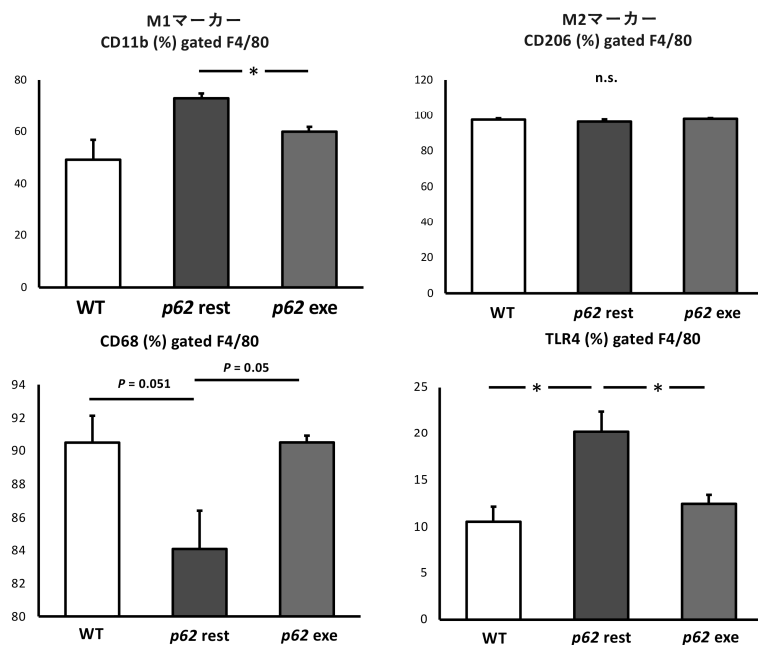 M1マーカー
CD11b (%) gated F4/80
80
60
40
20
0
*
WT
p62 rest
p62 exe
M2マーカー
CD206 (%) gated F4/80
120
100
80
60
40
20
0
n.s.
WT
p62 rest
p62 exe
CD68 (%) gated F4/80
94
92
90
88
86
84
82
80
P = 0.051
P = 0.05
WT
p62 rest
p62 exe
TLR4 (%) gated F4/80
25
20
15
10
5
0
*
*
WT
p62 rest
p62 exe